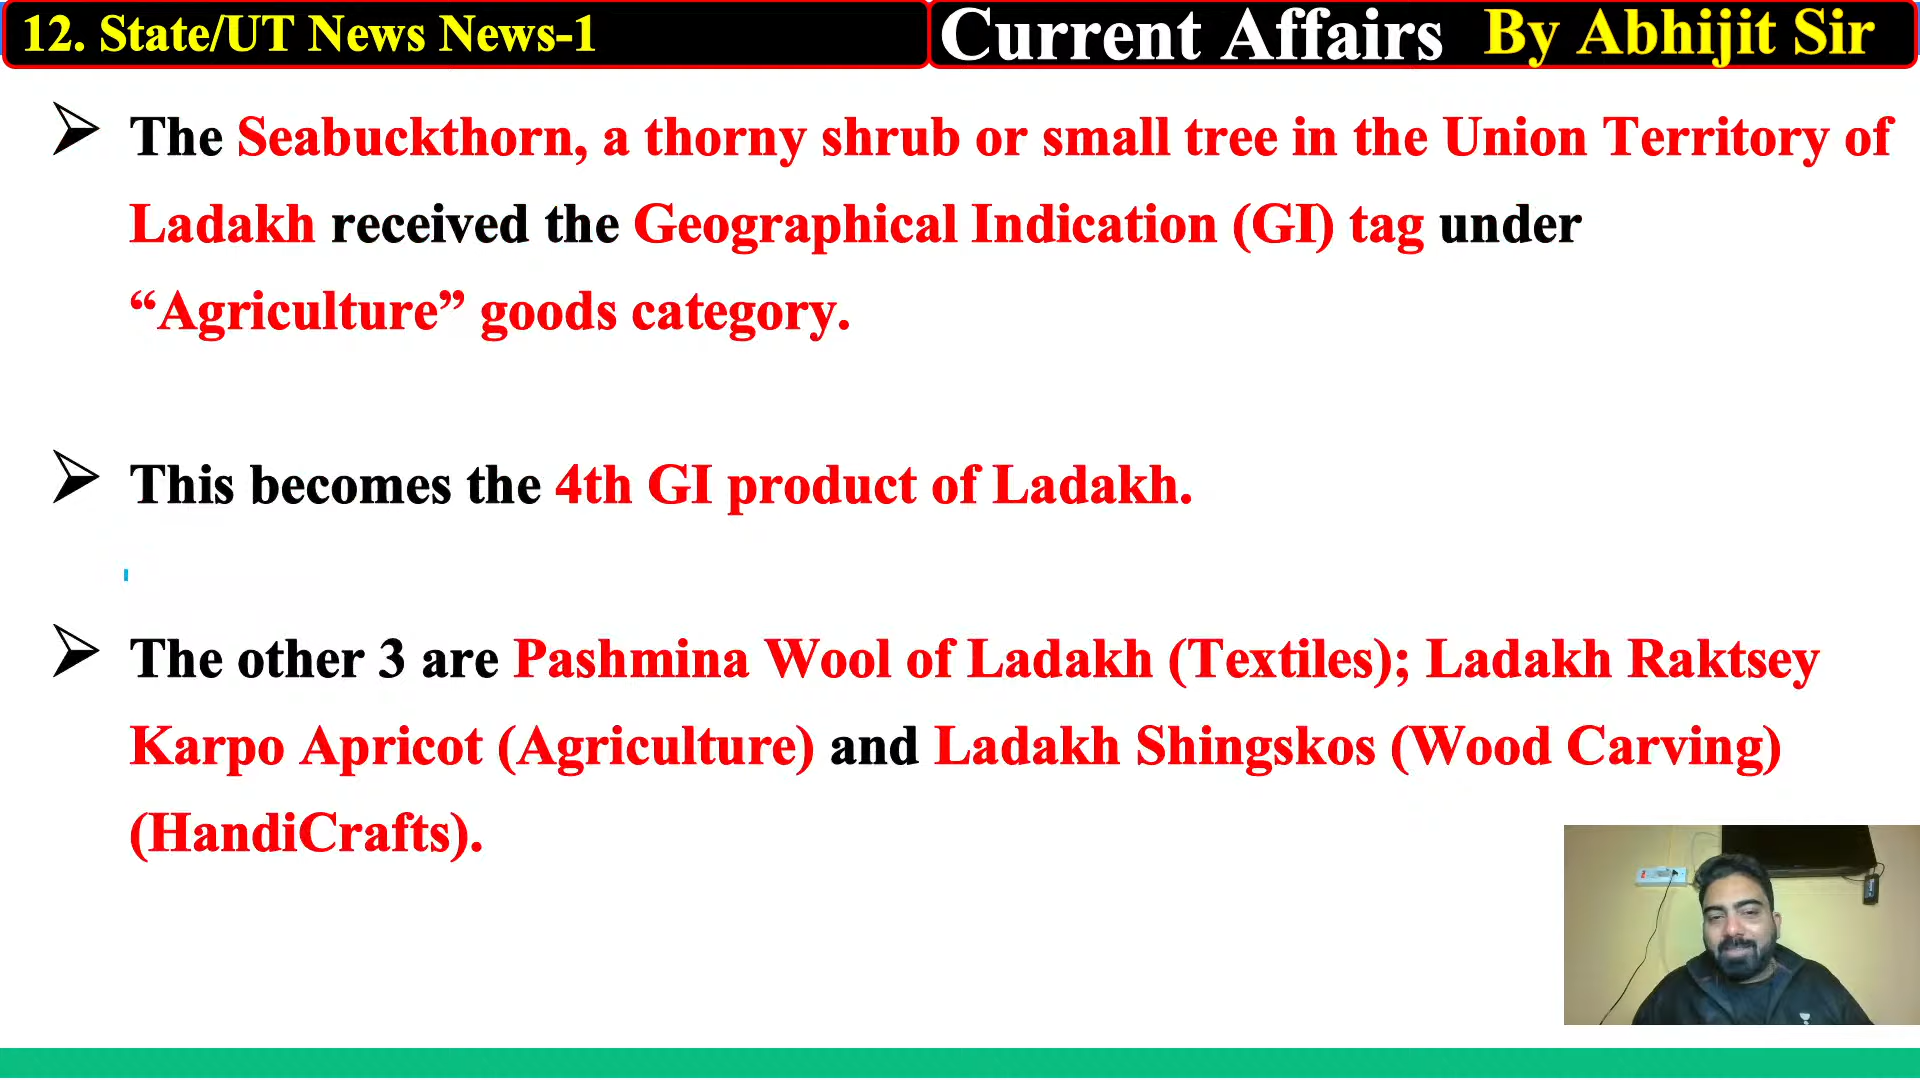 12. State/UT News News-1
Current Affairs By Abhijit Sir
The Seabuckthorn, a thorny shrub or small tree in the Union Territory of
Ladakh received the Geographical Indication (GI) tag under
“Agriculture” goods category.
This becomes the 4th GI product of Ladakh.
The other 3 are Pashmina Wool of Ladakh (Textiles); Ladakh Raktsey
Karpo Apricot (Agriculture) and Ladakh Shingskos (Wood Carving)
(HandiCrafts).